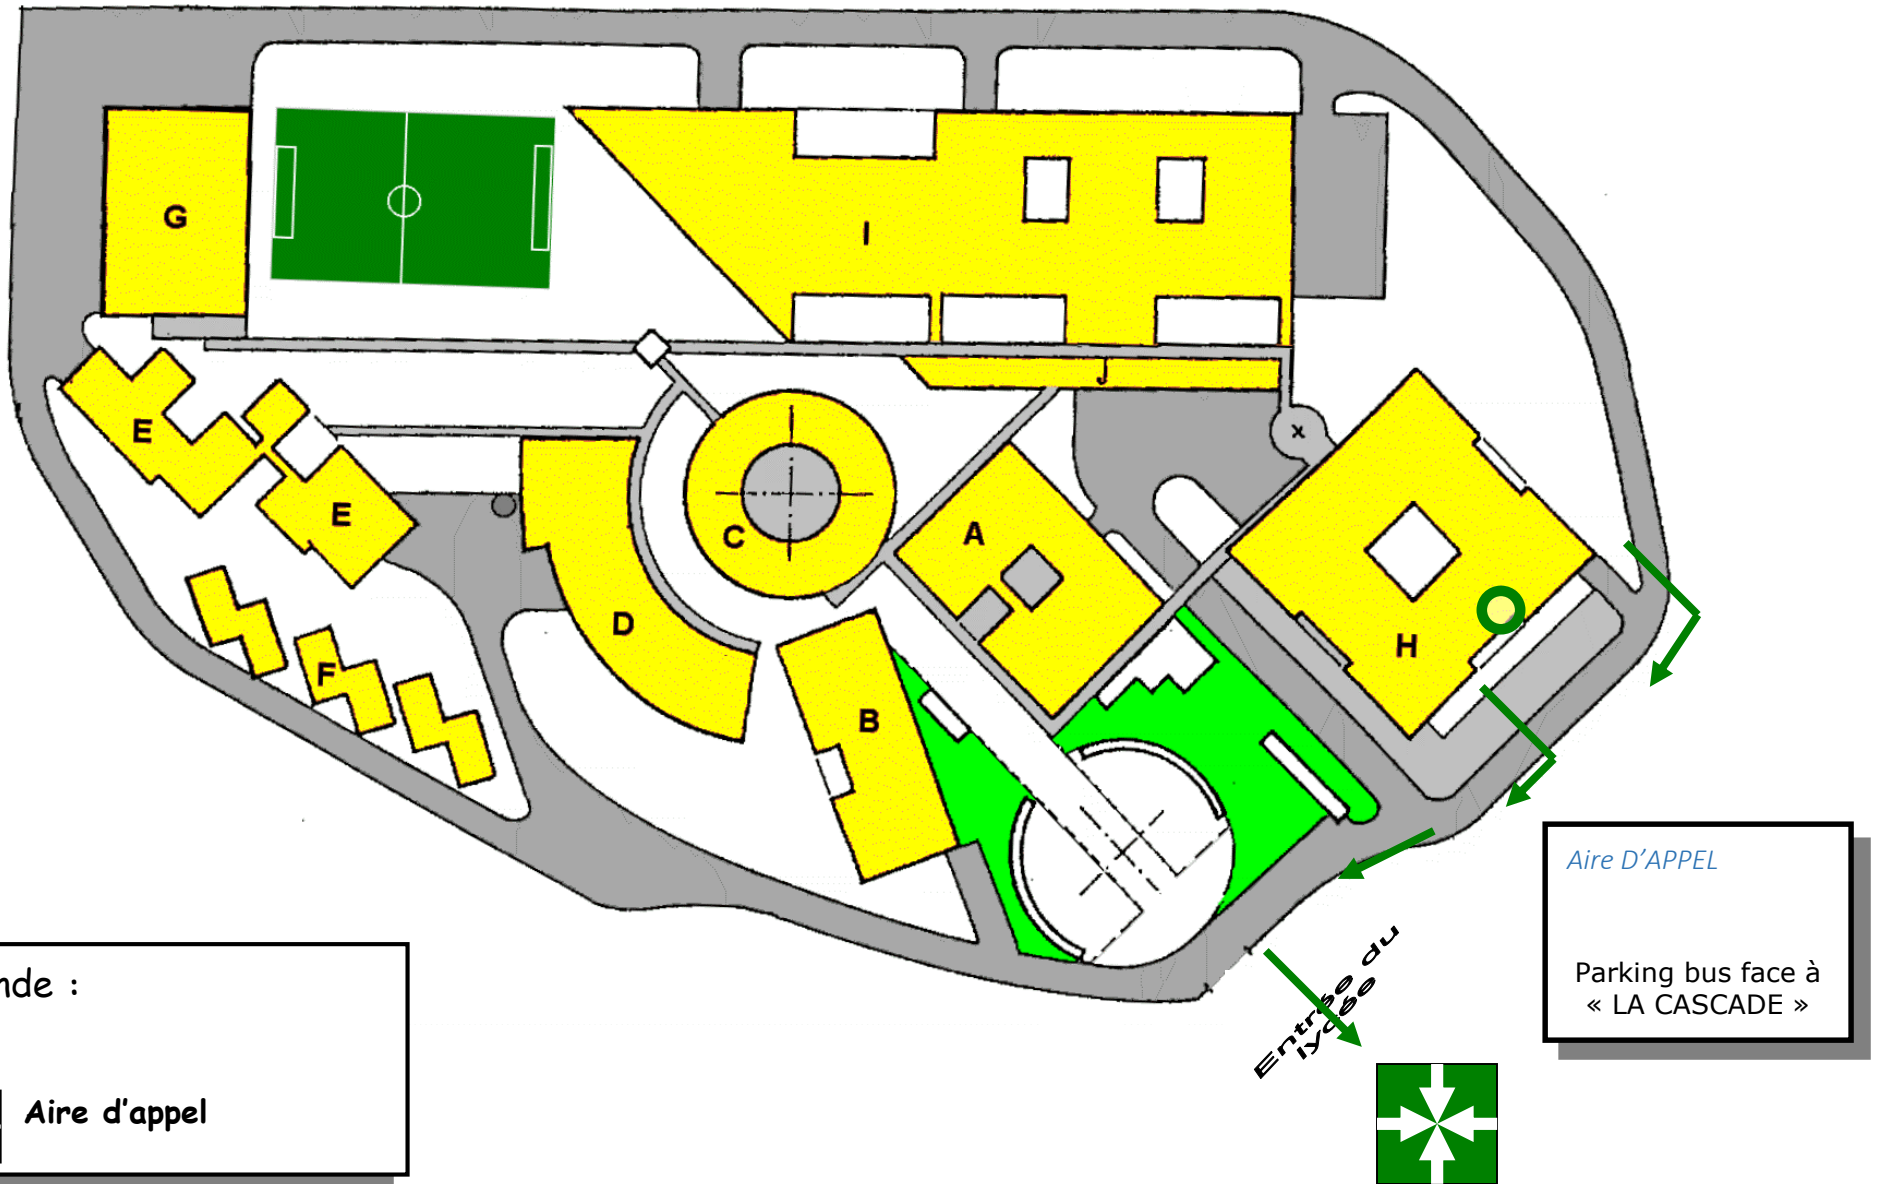 G
I
J
E
x
E
C
A
D
H
F
B
Aire D’APPEL
Parking bus face à
« LA CASCADE »
Entrée du
lycée
nde :
Aire d’appel